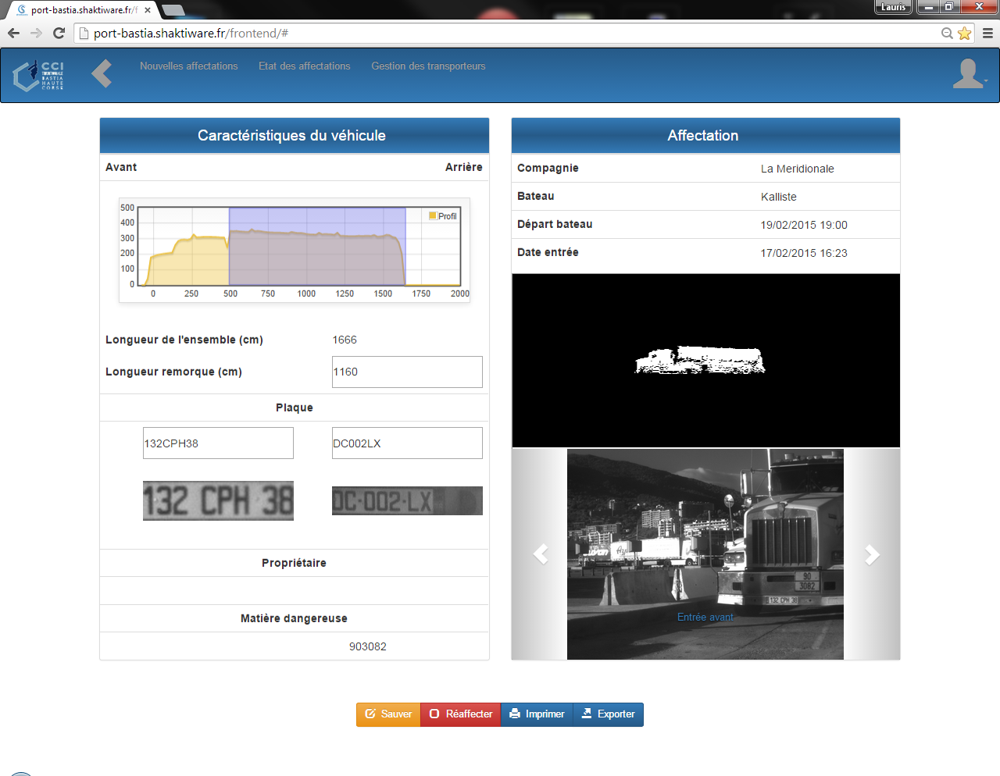 port-bastia.shaktiware.fr/f
Lauris
port-bastia.shaktiware.fr/frontend/#
CCI
TERRITORIALE
BASTIA
HAUTE
CORSE
Nouvelles affectations
Etat des affectations
Gestion des transporteurs
Caractéristiques du véhicule
Avant
Arrière
500
400
300
200
100
0
Profil
0 250 500 750 1000 1250 1500 1750 2000
Longueur de l'ensemble (cm)
1666
Longueur remorque (cm)
1160
Plaque
132CPH38
DC002LX
132 CPH 38
DC-002-LX
Propriétaire
Matière dangereuse
903082
Affectation
Compagnie
La Meridionale
Bateau
Kalliste
Départ bateau
19/02/2015 19:00
Date entrée
17/02/2015 16:23
90
3082
132 CPH 38
Entrée avant
Sauver
Réaffecter
Imprimer
Exporter